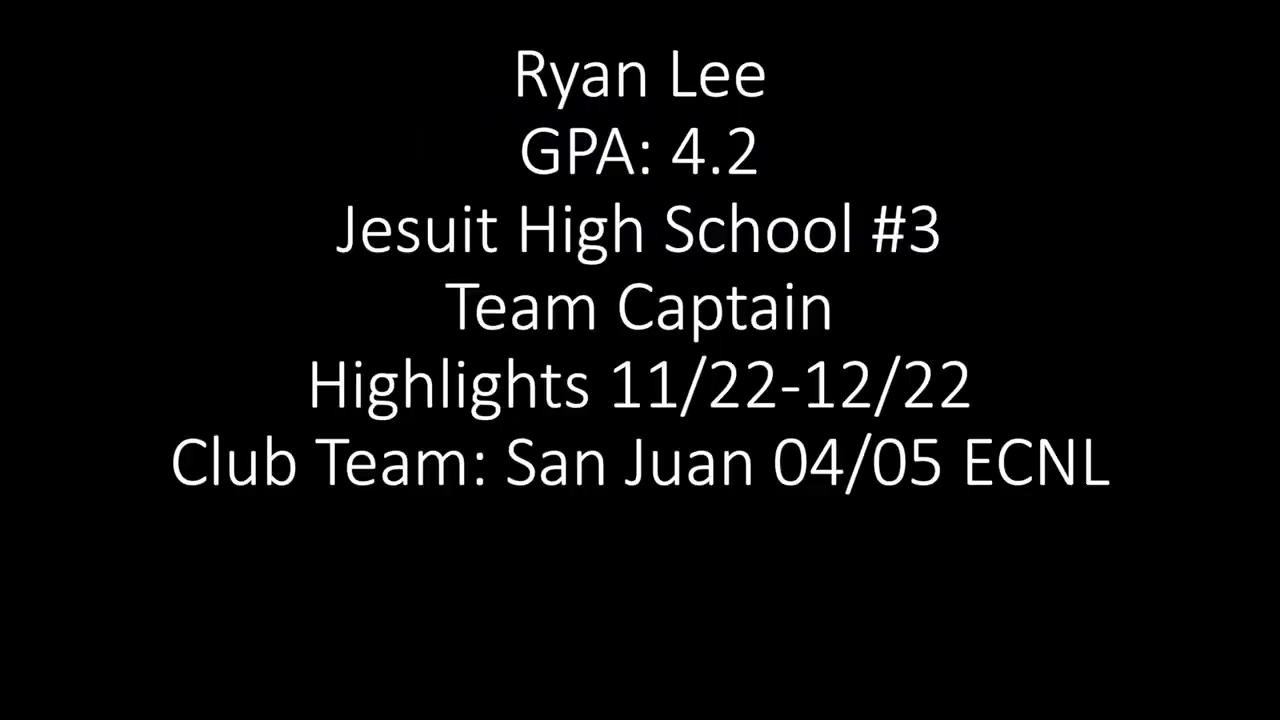 Ryan Lee
GPA: 4.2
Jesuit High School #3
Team Captain
Highlights 11/22-12/22
Club Team: San Juan 04/05 ECNL